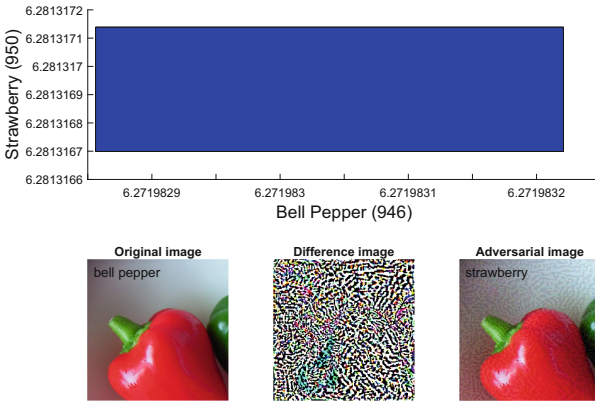 6.2813172
6.2813171
6.281317
6.2813169
6.2813168
6.2813167
6.2813166
Strawberry (950)
6.2719829 6.271983 6.2719831 6.2719832
Bell Pepper (946)
Original image Difference image Adversarial image
bell pepper strawberry